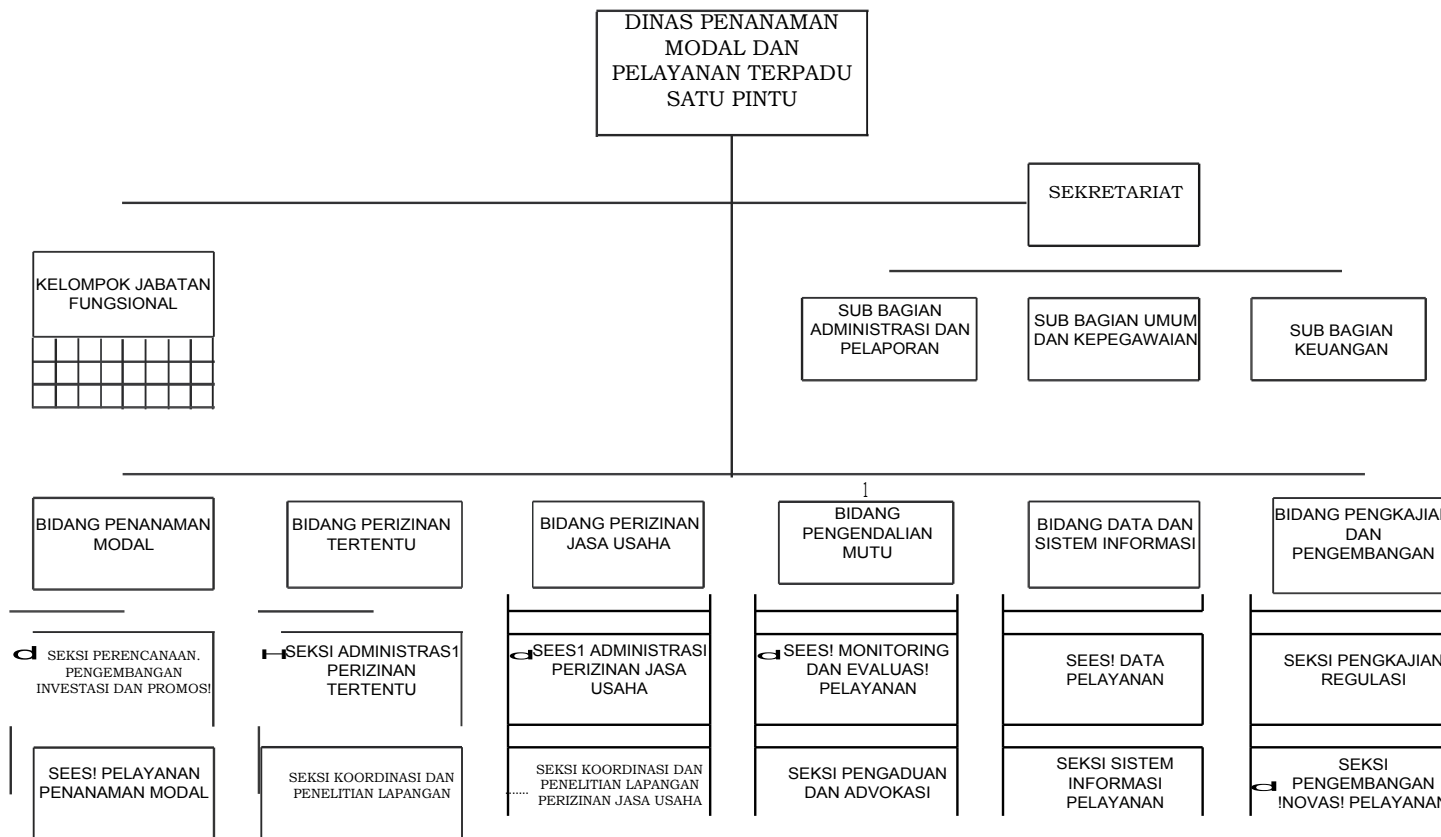 DINAS PENANAMAN
MODAL DAN
PELAYANAN TERPADU
SATU PINTU
SEKRETARIAT
KELOMPOK JABATAN
FUNGSIONAL
SUB BAGIAN
ADMINISTRASI DAN
PELAPORAN
SUB BAGIAN UMUM
DAN KEPEGAWAIAN
SUB BAGIAN
KEUANGAN
BIDANG PENANAMAN
MODAL
BIDANG PERIZINAN
TERTENTU
BIDANG PERIZINAN
JASA USAHA
1
BIDANG
PENGENDALIAN
MUTU
BIDANG DATA DAN
SISTEM INFORMASI
BIDANG PENGKAJIAN
DAN
PENGEMBANGAN
d SEKSI PERENCANAAN.
PENGEMBANGAN
INVESTASI DAN PROMOS!
H SEKSI ADMINISTRAS1
PERIZINAN
TERTENTU
d SEES1 ADMINISTRASI
PERIZINAN JASA
USAHA
d SEES! MONITORING
DAN EVALUAS!
PELAYANAN
SEES! DATA
PELAYANAN
SEKSI PENGKAJIAN
REGULASI
SEES! PELAYANAN
PENANAMAN MODAL
SEKSI KOORDINASI DAN
PENELITIAN LAPANGAN
SEKSI KOORDINASI DAN
PENELITIAN LAPANGAN
...... PERIZINAN JASA USAHA
SEKSI PENGADUAN
DAN ADVOKASI
SEKSI SISTEM
INFORMASI
PELAYANAN
SEKSI
d PENGEMBANGAN
!NOVAS! PELAYANAN